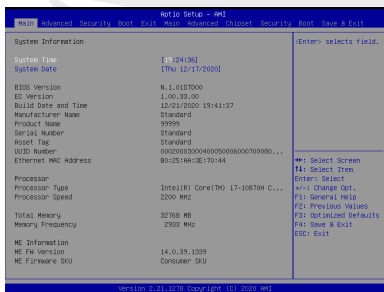 Aptio Setup – AMI
Main Advanced Security Boot Exit Main Advanced Chipset Security Boot Save & Exit
System Information
<Enter> selects field.
System Time [19:24:36]
System Date [Thu 12/17/2020]
BIOS Version N.1.01STD00
EC Version 1.00.33.00
Build Date and Time 12/21/2020 19:41:37
Manufacturer Name Standard
Product Name 99999
Serial Number Standard
Asset Tag Standard
UUID Number
Ethernet MAC Address B0:25:AA:3E:70:44
Processor
Processor Type Intel(R) Core(TM) i7-10870H C...
Processor Speed 2200 MHz
Total Memory 32768 MB
Memory Frequency 2933 MHz
ME Information
ME FW Version 14.0.39.1339
ME Firmware SKU Consumer SKU
→←: Select Screen
↑↓: Select Item
Enter: Select
+/-: Change Opt.
F1: General Help
F2: Previous Values
F3: Optimized Defaults
F4: Save & Exit
ESC: Exit
Version 2.21.1278 Copyright (C) 2020 AMI